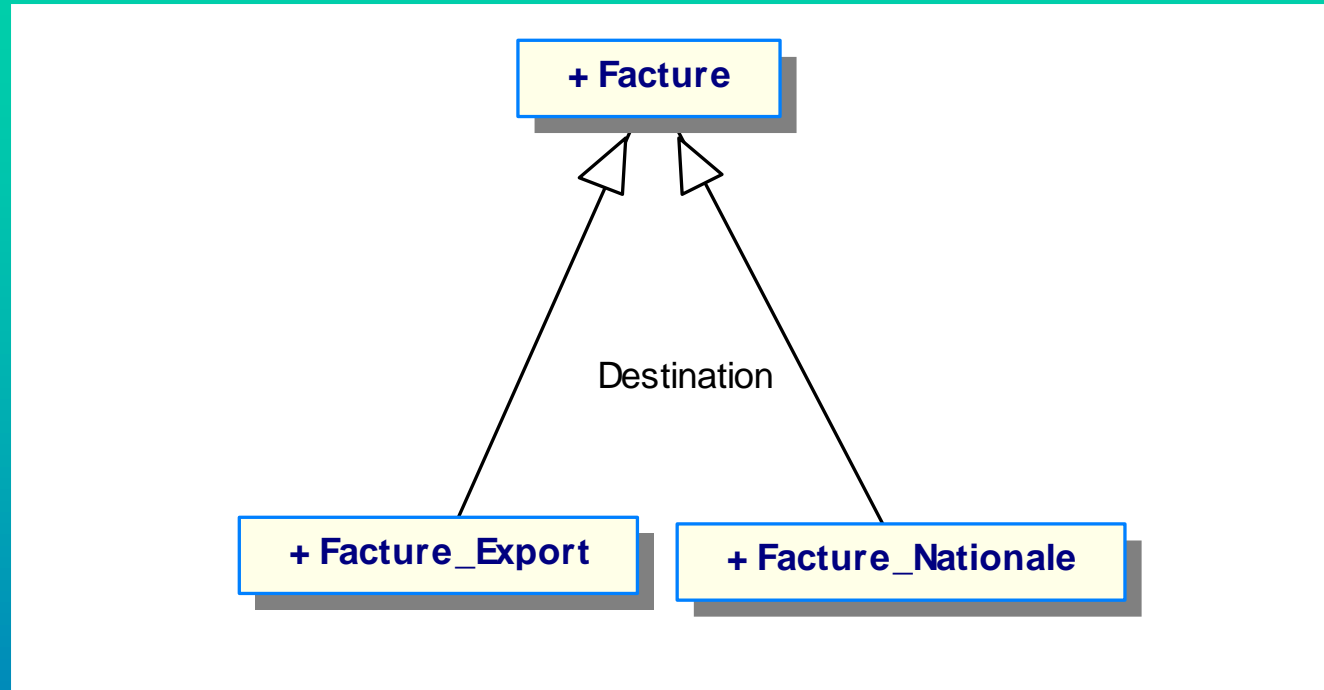 + Facture
Destination
+ Facture_Export
+ Facture_Nationale